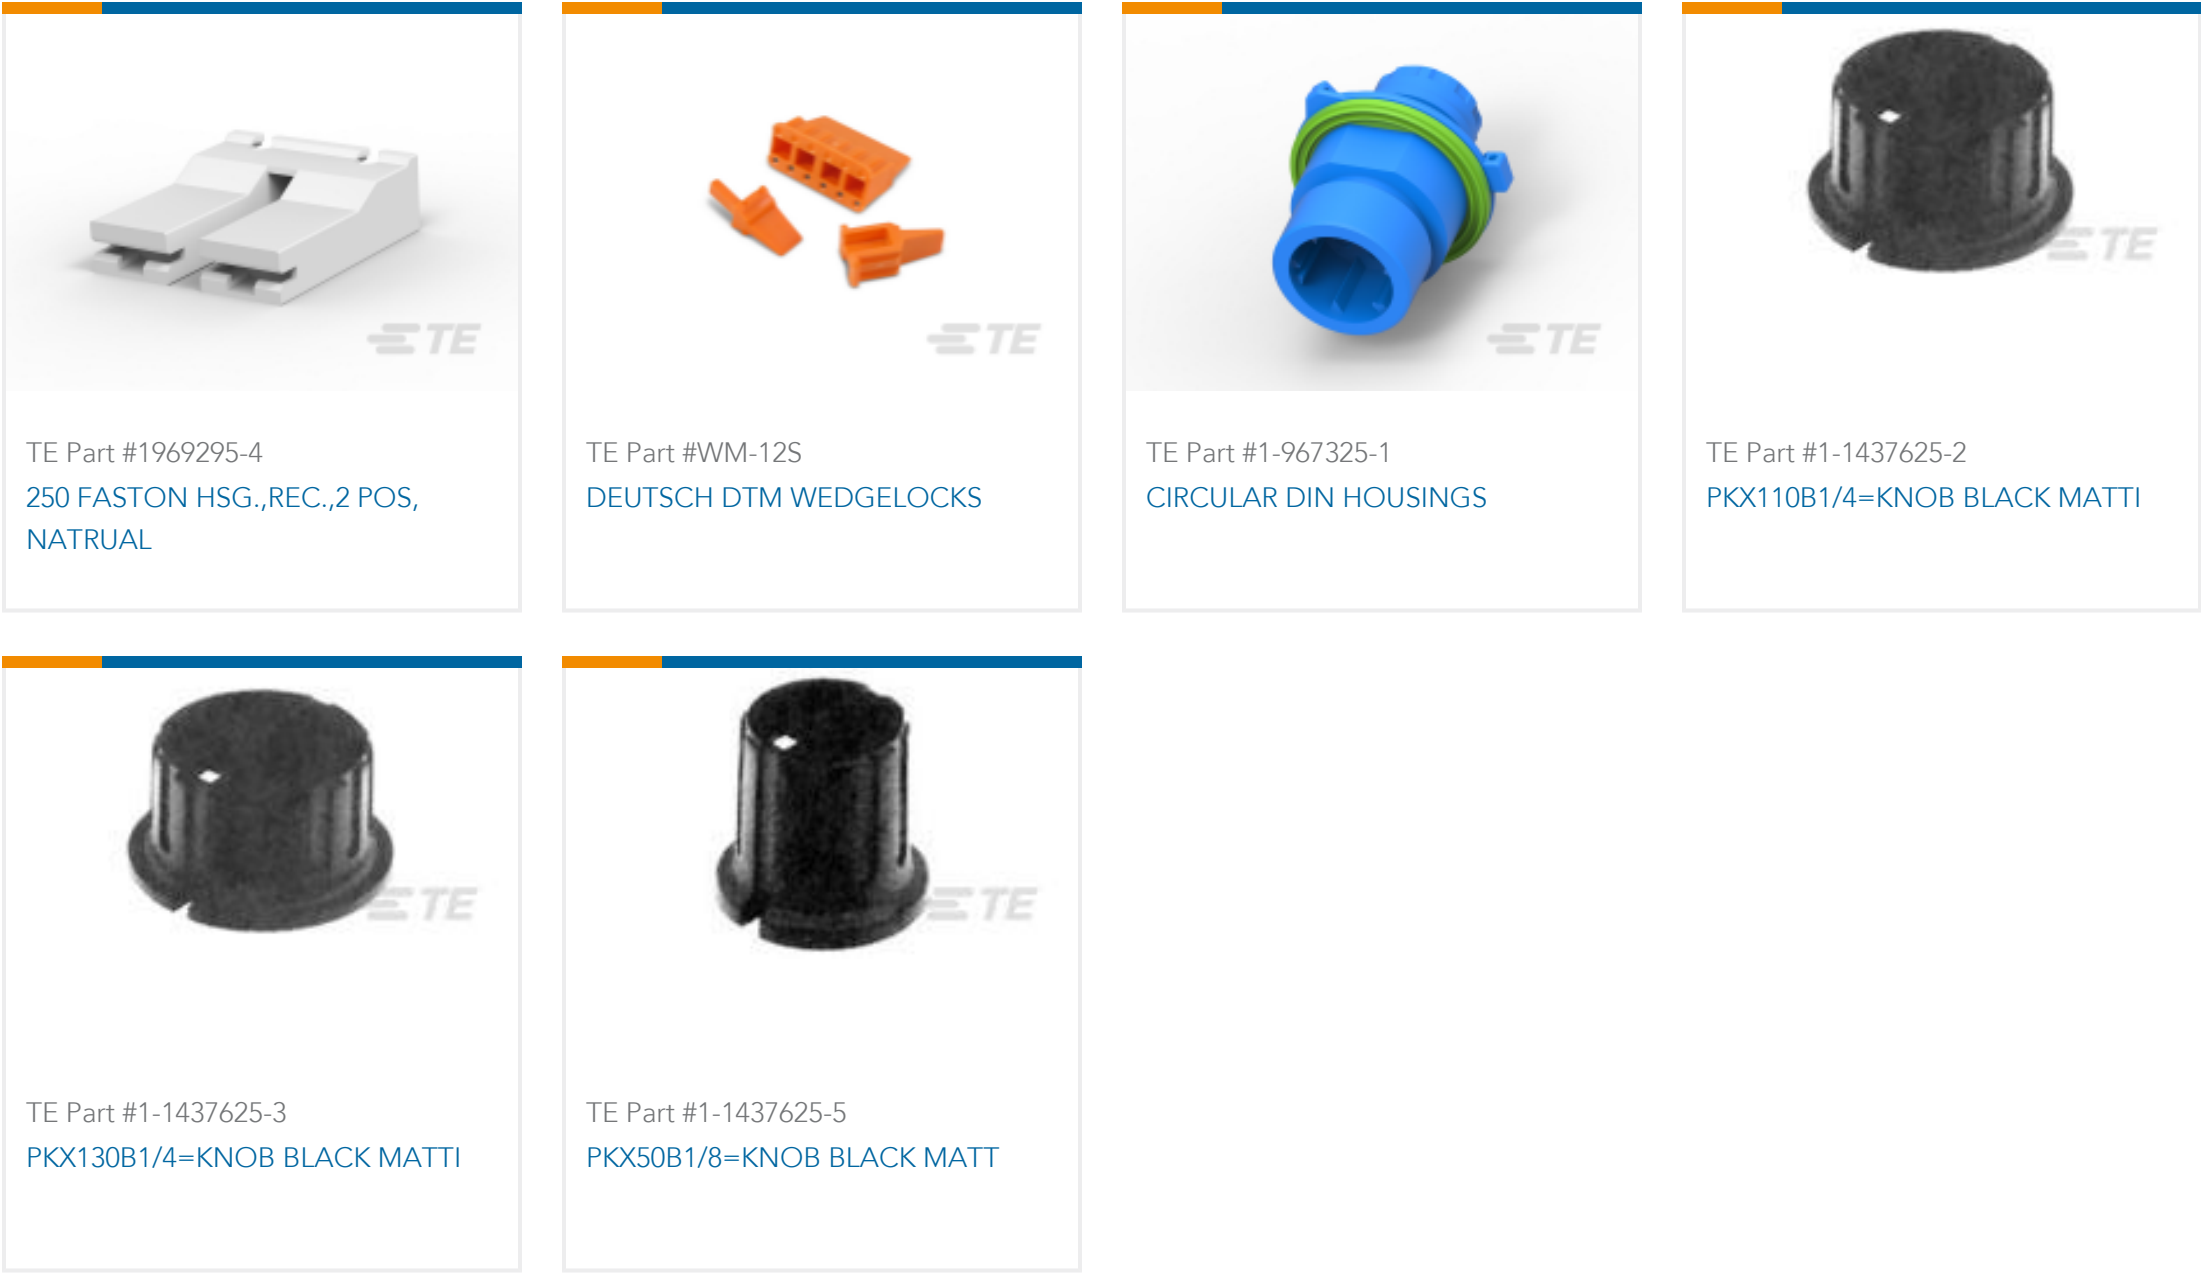 TE
TE Part #1969295-4
250 FASTON HSG.,REC.,2 POS,
NATRUAL
TE
TE Part #WM-12S
DEUTSCH DTM WEDGELOCKS
TE
TE Part #1-967325-1
CIRCULAR DIN HOUSINGS
TE
TE Part #1-1437625-2
PKX110B1/4=KNOB BLACK MATTI
TE
TE Part #1-1437625-3
PKX130B1/4=KNOB BLACK MATTI
TE
TE Part #1-1437625-5
PKX50B1/8=KNOB BLACK MATT